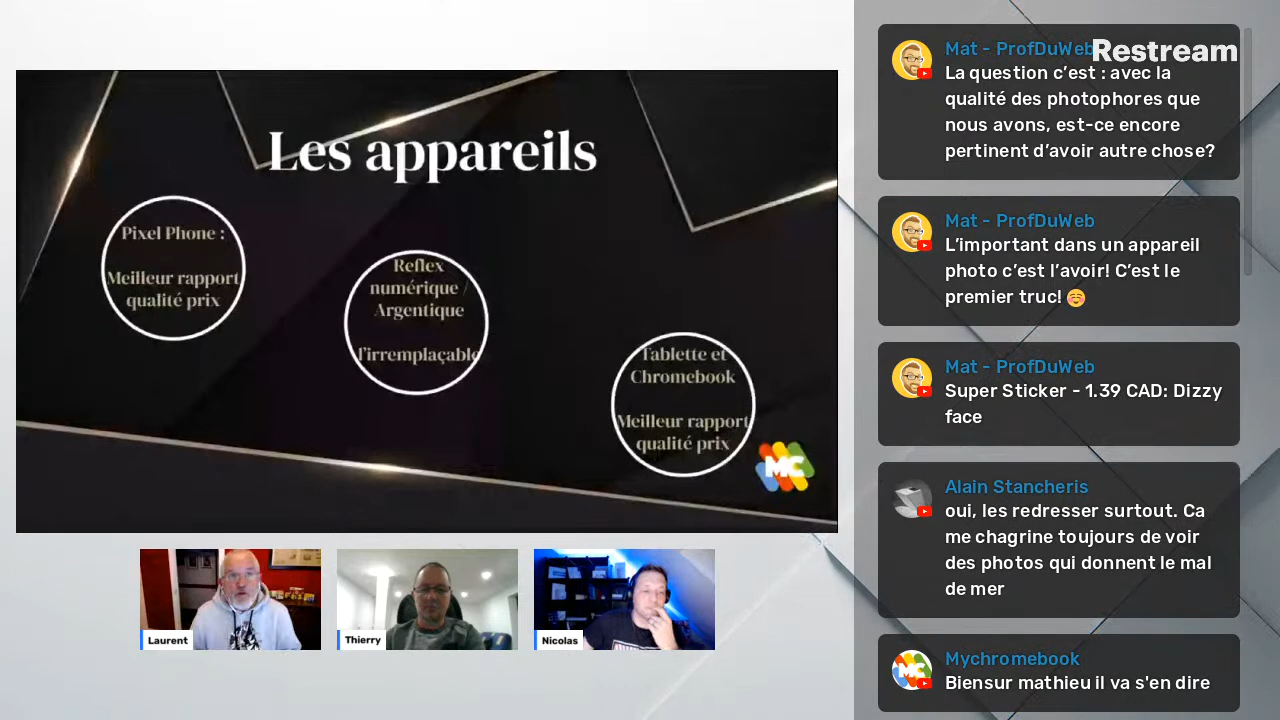 Les appareils
Pixel Phone :
Meilleur rapport
qualité prix
Reflex
numérique /
Argentique
l'irremplaçable
Tablette et
Chromebook
Meilleur rapport
qualité prix
MC
Laurent
Thierry
Nicolas
Restream
Mat - ProfDuWeb
La question c’est : avec la
qualité des photophores que
nous avons, est-ce encore
pertinent d’avoir autre chose?
Mat - ProfDuWeb
L’important dans un appareil
photo c’est l’avoir! C’est le
premier truc! ☺️
Mat - ProfDuWeb
Super Sticker - 1.39 CAD: Dizzy
face
Alain Stancheris
oui, les redresser surtout. Ca
me chagrine toujours de voir
des photos qui donnent le mal
de mer
MC
Mychromebook
Biensur mathieu il va s'en dire